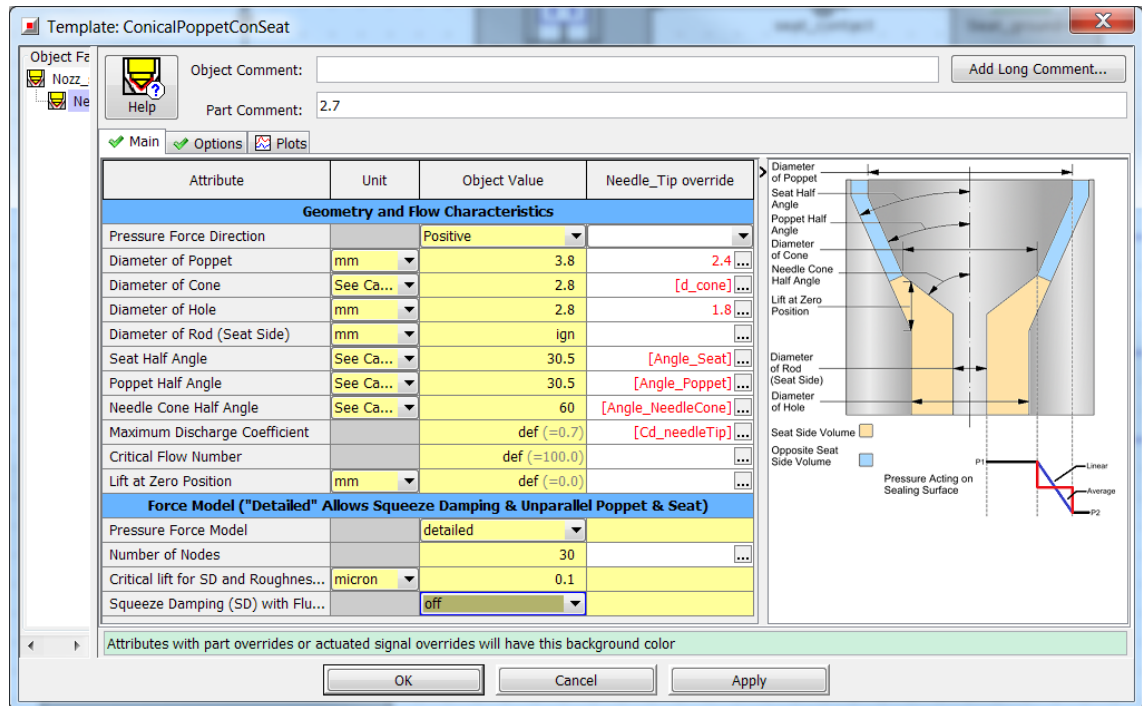 Template: ConicalPoppetConSeat
Object Fa
Nozz_
Ne
Help
Object Comment:
Add Long Comment...
Part Comment: 2.7
Main Options Plots
Attribute Unit Object Value Needle_Tip override
Geometry and Flow Characteristics
Pressure Force Direction Positive
Diameter of Poppet mm 3.8 2.4 ...
Diameter of Cone See Ca... 2.8 [d_cone] ...
Diameter of Hole mm 2.8 1.8 ...
Diameter of Rod (Seat Side) mm ign ...
Seat Half Angle See Ca... 30.5 [Angle_Seat] ...
Poppet Half Angle See Ca... 30.5 [Angle_Poppet] ...
Needle Cone Half Angle See Ca... 60 [Angle_NeedleCone] ...
Maximum Discharge Coefficient def (=0.7) [Cd_needleTip] ...
Critical Flow Number def (=100.0) ...
Lift at Zero Position mm def (=0.0) ...
Force Model ("Detailed" Allows Squeeze Damping & Unparallel Poppet & Seat)
Pressure Force Model detailed
Number of Nodes 30 ...
Critical lift for SD and Roughnes... micron 0.1
Squeeze Damping (SD) with Flu... off
Diameter
of Poppet
Seat Half
Angle
Poppet Half
Angle
Diameter
of Cone
Needle Cone
Half Angle
Lift at Zero
Position
Diameter
of Rod
(Seat Side)
Diameter
of Hole
Seat Side Volume
Opposite Seat
Side Volume
Pressure Acting on
Sealing Surface
P1
Linear
Average
P2
Attributes with part overrides or actuated signal overrides will have this background color
OK Cancel Apply